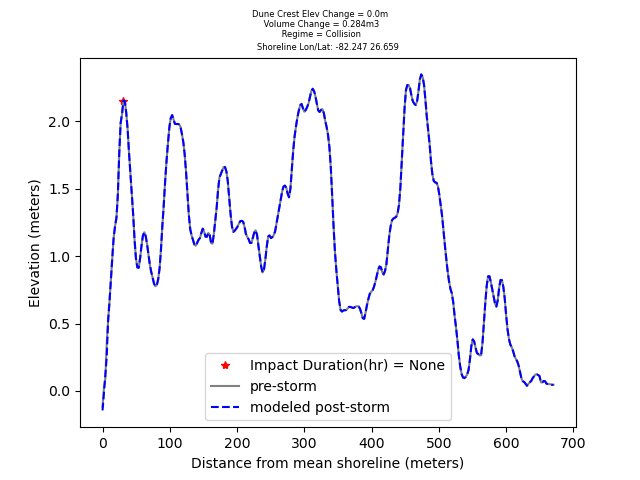 Dune Crest Elev Change = 0.0m
Volume Change = 0.284m3
Regime = Collision
Shoreline Lon/Lat: -82.247 26.659
2.0
1.5
1.0
0.5
0.0
Elevation (meters)
Impact Duration(hr) = None
pre-storm
modeled post-storm
0 100 200 300 400 500 600 700
Distance from mean shoreline (meters)